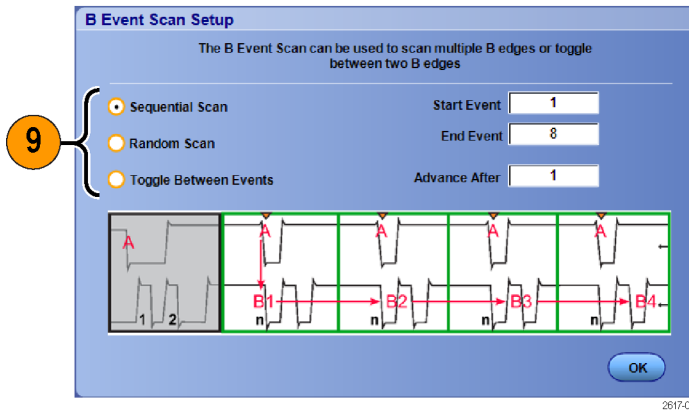 B Event Scan Setup
The B Event Scan can be used to scan multiple B edges or toggle
between two B edges
9
Sequential Scan
Random Scan
Toggle Between Events
Start Event 1
End Event 8
Advance After 1
A A A A A
B1 B2 B3 B4
1 2 n n n n
OK